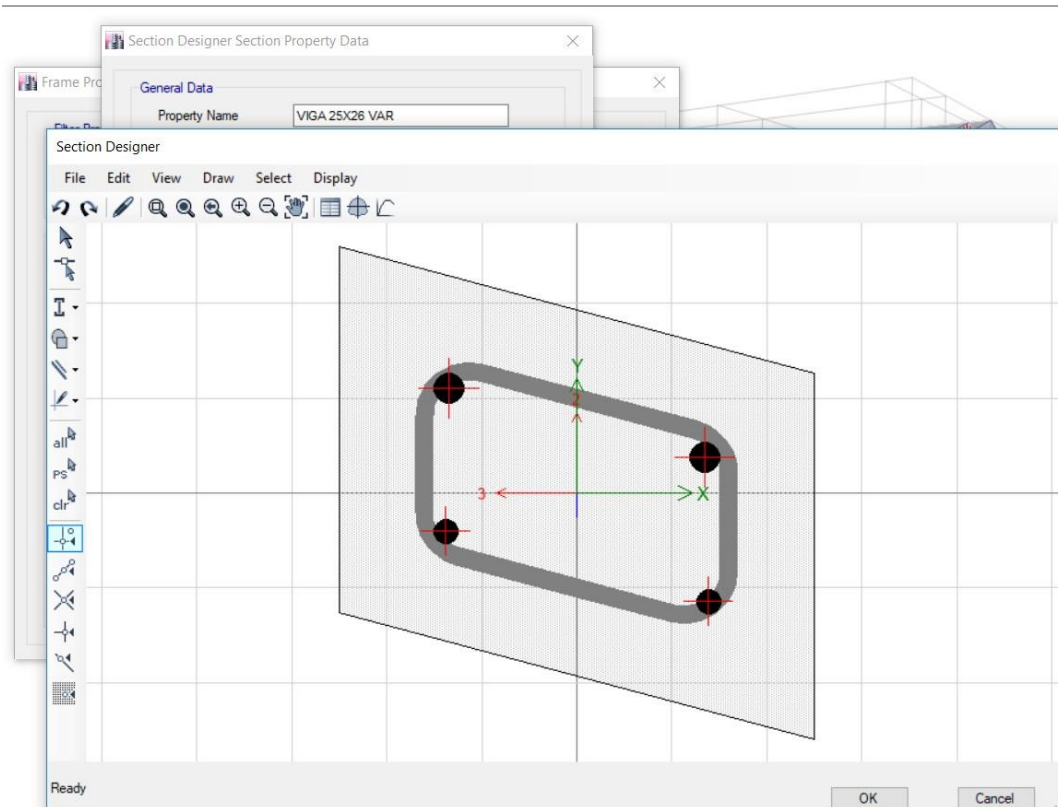 Section Designer Section Property Data
Frame Pro
General Data
Property Name VIGA 25X26 VAR
Section Designer
File Edit View Draw Select Display
all
PS
clr
Y
2
3
X
Ready
OK Cancel